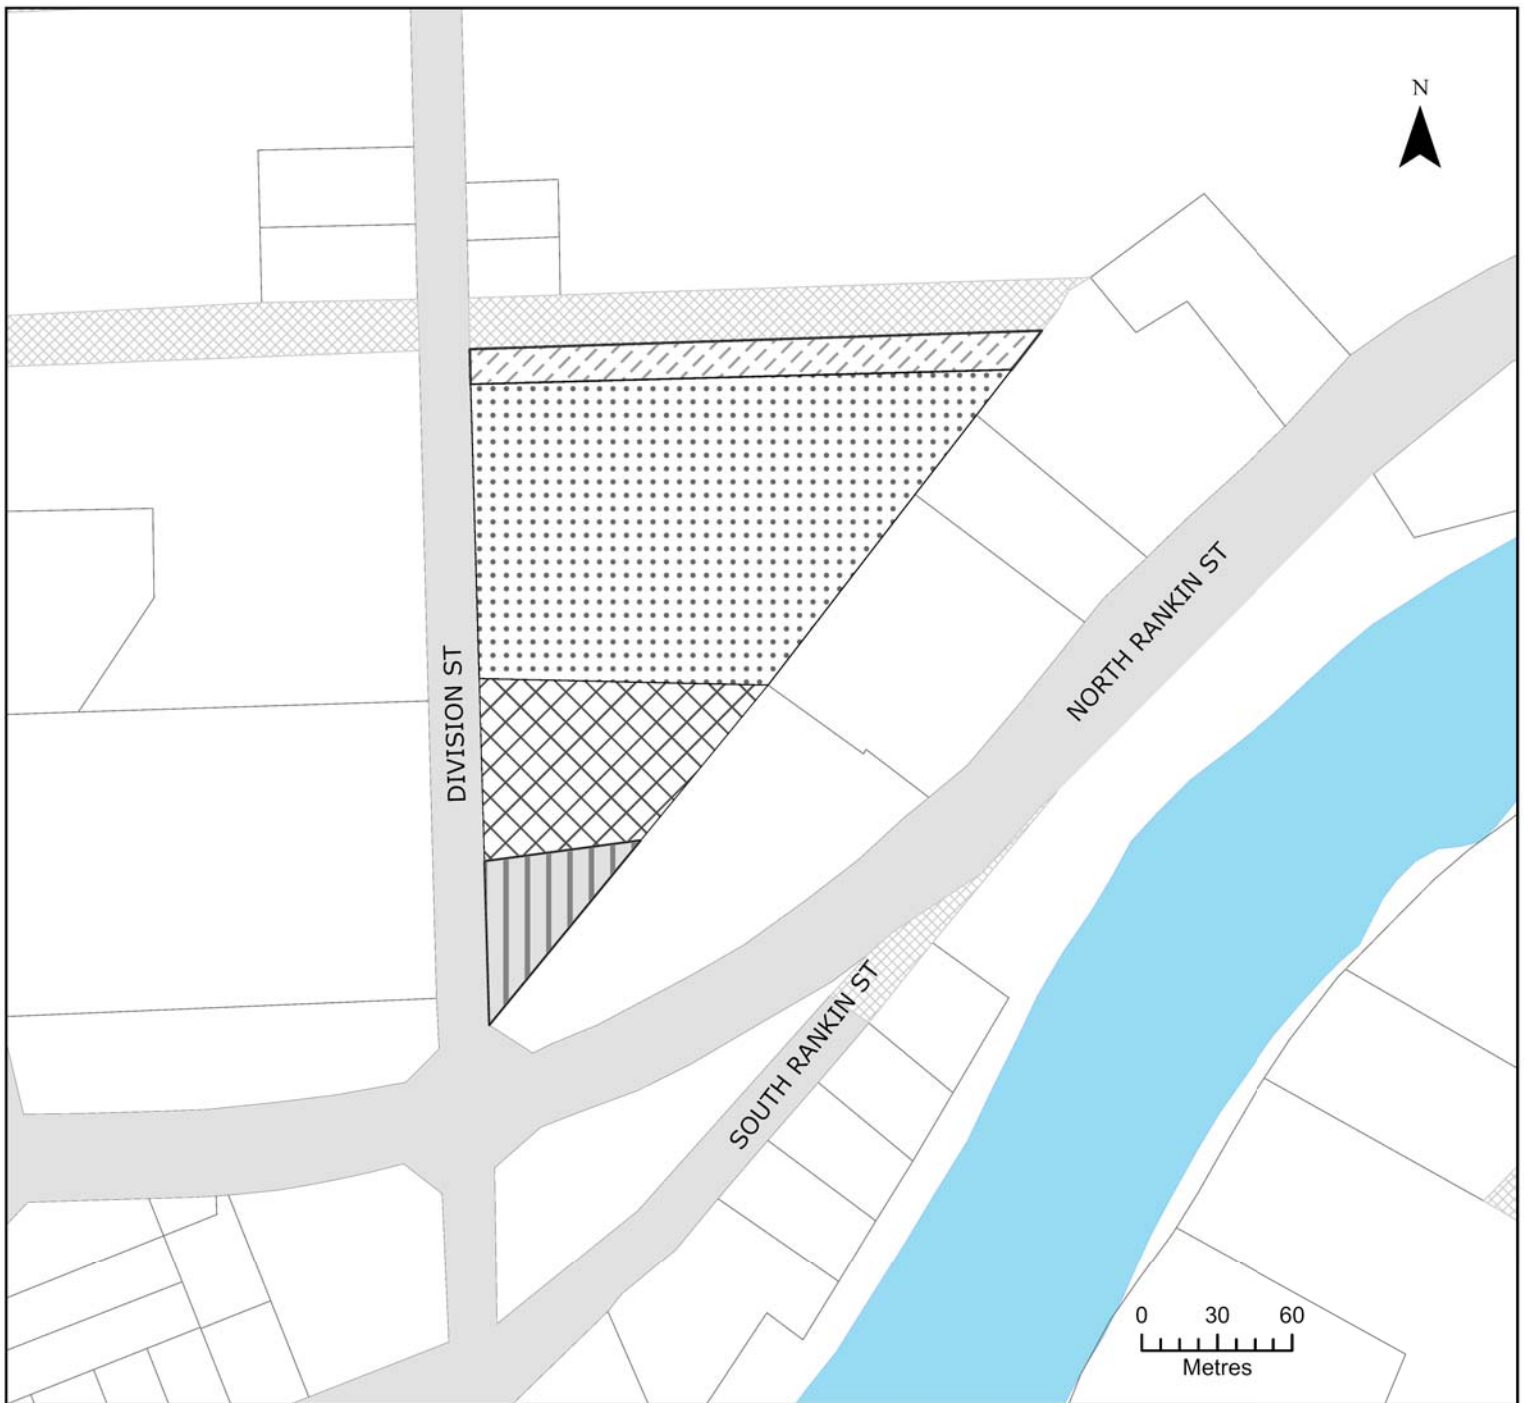 N
DIVISION ST
NORTH RANKIN ST
SOUTH RANKIN ST
0 30 60
Metres